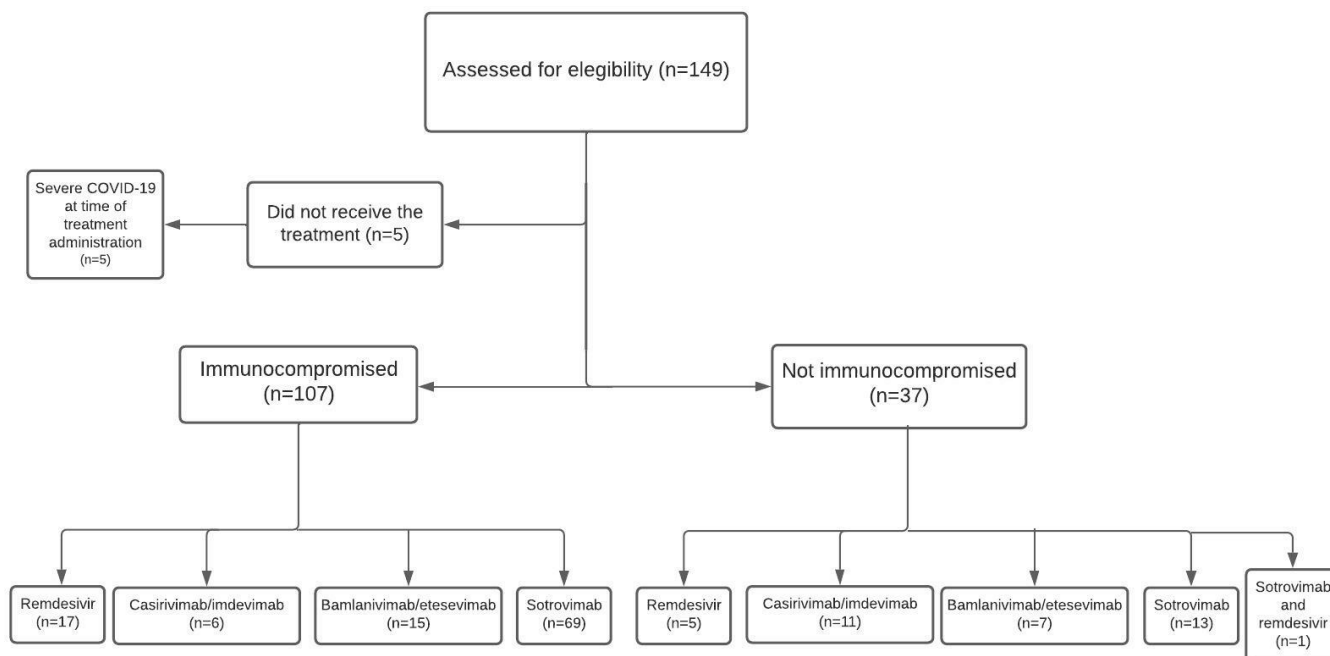 Assessed for elegibility (n=149)
Severe COVID-19
at time of
treatment
administration
(n=5)
Did not receive the
treatment (n=5)
Immunocompromised
(n=107)
Not immunocompromised
(n=37)
Remdesivir
(n=17)
Casirivimab/imdevimab
(n=6)
Bamlanivimab/etesevimab
(n=15)
Sotrovimab
(n=69)
Remdesivir
(n=5)
Casirivimab/imdevimab
(n=11)
Bamlanivimab/etesevimab
(n=7)
Sotrovimab
(n=13)
Sotrovimab
and
remdesivir
(n=1)